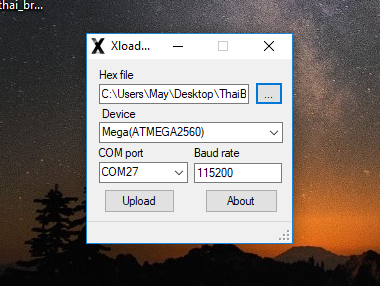 thai_br...
Xload...
Hex file
C:\Users\May\Desktop\ThaiB
...
Device
Mega(ATMEGA2560)
COM port Baud rate
COM27 115200
Upload About